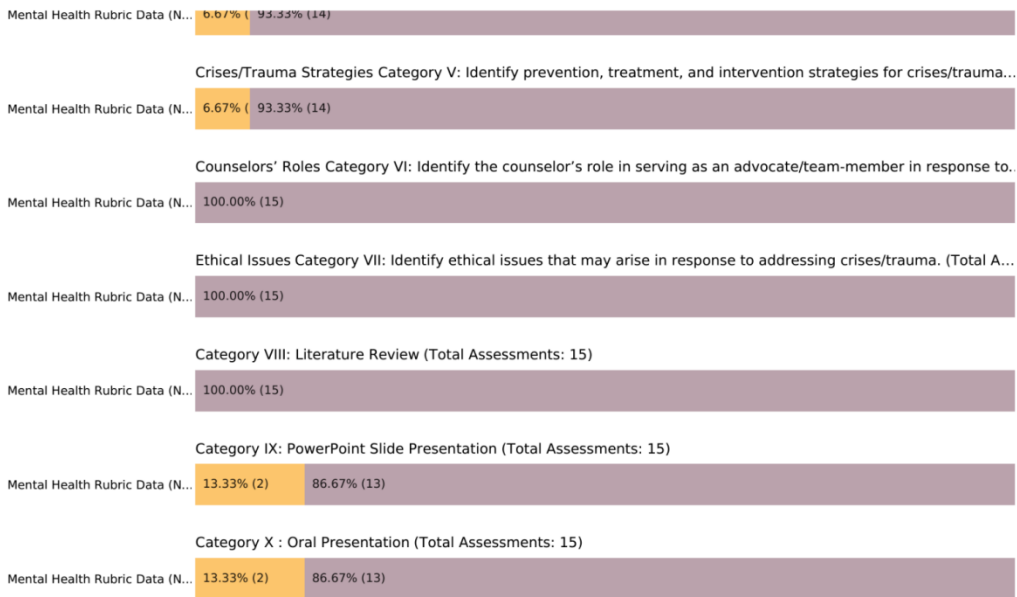 Mental Health Rubric Data (N... 6.67% ( 93.33% (14)
Crises/Trauma Strategies Category V: Identify prevention, treatment, and intervention strategies for crises/trauma...
Mental Health Rubric Data (N... 6.67% ( 93.33% (14)
Counselors’ Roles Category VI: Identify the counselor’s role in serving as an advocate/team-member in response to..
Mental Health Rubric Data (N... 100.00% (15)
Ethical Issues Category VII: Identify ethical issues that may arise in response to addressing crises/trauma. (Total A...
Mental Health Rubric Data (N... 100.00% (15)
Category VIII: Literature Review (Total Assessments: 15)
Mental Health Rubric Data (N... 100.00% (15)
Category IX: PowerPoint Slide Presentation (Total Assessments: 15)
Mental Health Rubric Data (N... 13.33% (2) 86.67% (13)
Category X : Oral Presentation (Total Assessments: 15)
Mental Health Rubric Data (N... 13.33% (2) 86.67% (13)